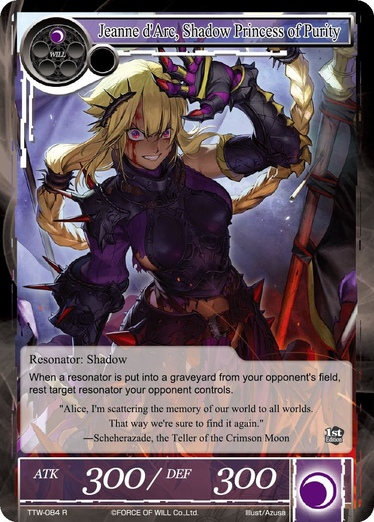 Jeanne d'Arc, Shadow Princess of Purity
WILL
Resonator: Shadow
When a resonator is put into a graveyard from your opponent's field,
rest target resonator your opponent controls.
"Alice, I'm scattering the memory of our world to all worlds.
That way we're sure to find it again."
—Scheherazade, the Teller of the Crimson Moon
1st
Edition
ATK 300/ DEF 300
TTW-084 R ©FORCE OF WILL Co.,Ltd. Illust/Azusa